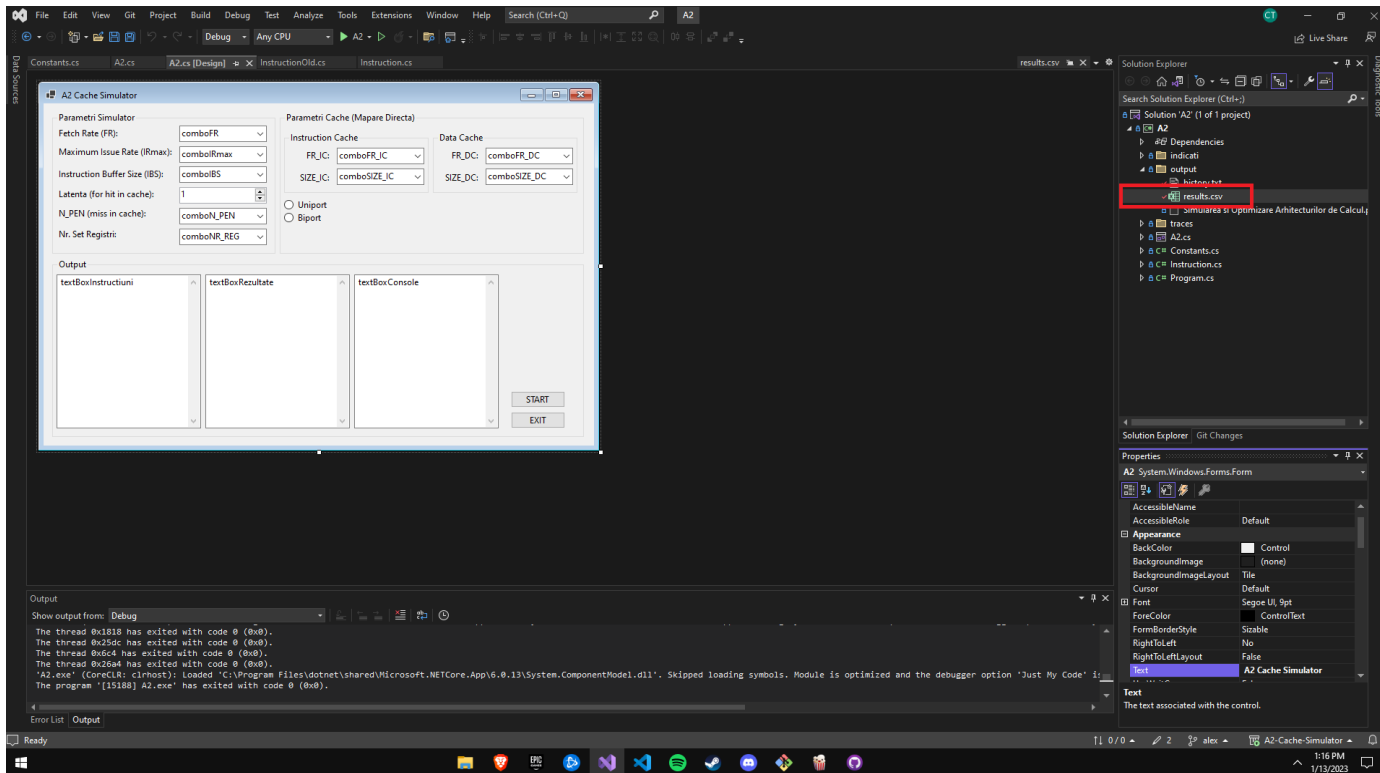 File Edit View Git Project Build Debug Test Analyze Tools Extensions Window Help Search (Ctrl+Q) A2 CT
Debug Any CPU A2 Live Share
Data Sources
Constants.cs A2.cs A2.cs [Design] InstructionOld.cs Instruction.cs results.csv
A2 Cache Simulator
Parametri Simulator
Fetch Rate (FR): comboFR
Maximum Issue Rate (IRmax): comboIRmax
Instruction Buffer Size (IBS): comboIBS
Latenta (for hit in cache): 1
N_PEN (miss in cache): comboN_PEN
Nr. Set Registri: comboNR_REG
Parametri Cache (Mapare Directa)
Instruction Cache
FR_IC: comboFR_IC
SIZE_IC: comboSIZE_IC
Data Cache
FR_DC: comboFR_DC
SIZE_DC: comboSIZE_DC
Uniport
Biport
Output
textBoxInstructiuni textBoxRezultate textBoxConsole
START
EXIT
Solution Explorer
Search Solution Explorer (Ctrl+;)
Solution 'A2' (1 of 1 project)
A2
Dependencies
indicati
output
history.txt
results.csv
Simularea si Optimizare Arhitecturilor de Calcul.p
traces
A2.cs
C# Constants.cs
C# Instruction.cs
C# Program.cs
Solution Explorer Git Changes
Diagnostic Tools
Properties
A2 System.Windows.Forms.Form
AccessibleName
AccessibleRole Default
Appearance
BackColor Control
BackgroundImage (none)
BackgroundImageLayout Tile
Cursor Default
Font Segoe UI, 9pt
ForeColor ControlText
FormBorderStyle Sizable
RightToLeft No
RightToLeftLayout False
Text A2 Cache Simulator
Text
The text associated with the control.
Output
Show output from: Debug
The thread 0x1818 has exited with code 0 (0x0).
The thread 0x25dc has exited with code 0 (0x0).
The thread 0x6c4 has exited with code 0 (0x0).
The thread 0x26a4 has exited with code 0 (0x0).
'A2.exe' (CoreCLR: clrhost): Loaded 'C:\Program Files\dotnet\shared\Microsoft.NETCore.App\6.0.13\System.ComponentModel.dll'. Skipped loading symbols. Module is optimized and the debugger option 'Just My Code' i
The program '[15188] A2.exe' has exited with code 0 (0x0).
Error List Output
Ready 0 / 0 2 alex A2-Cache-Simulator
EPIC GAMES
1:16 PM
1/13/2023